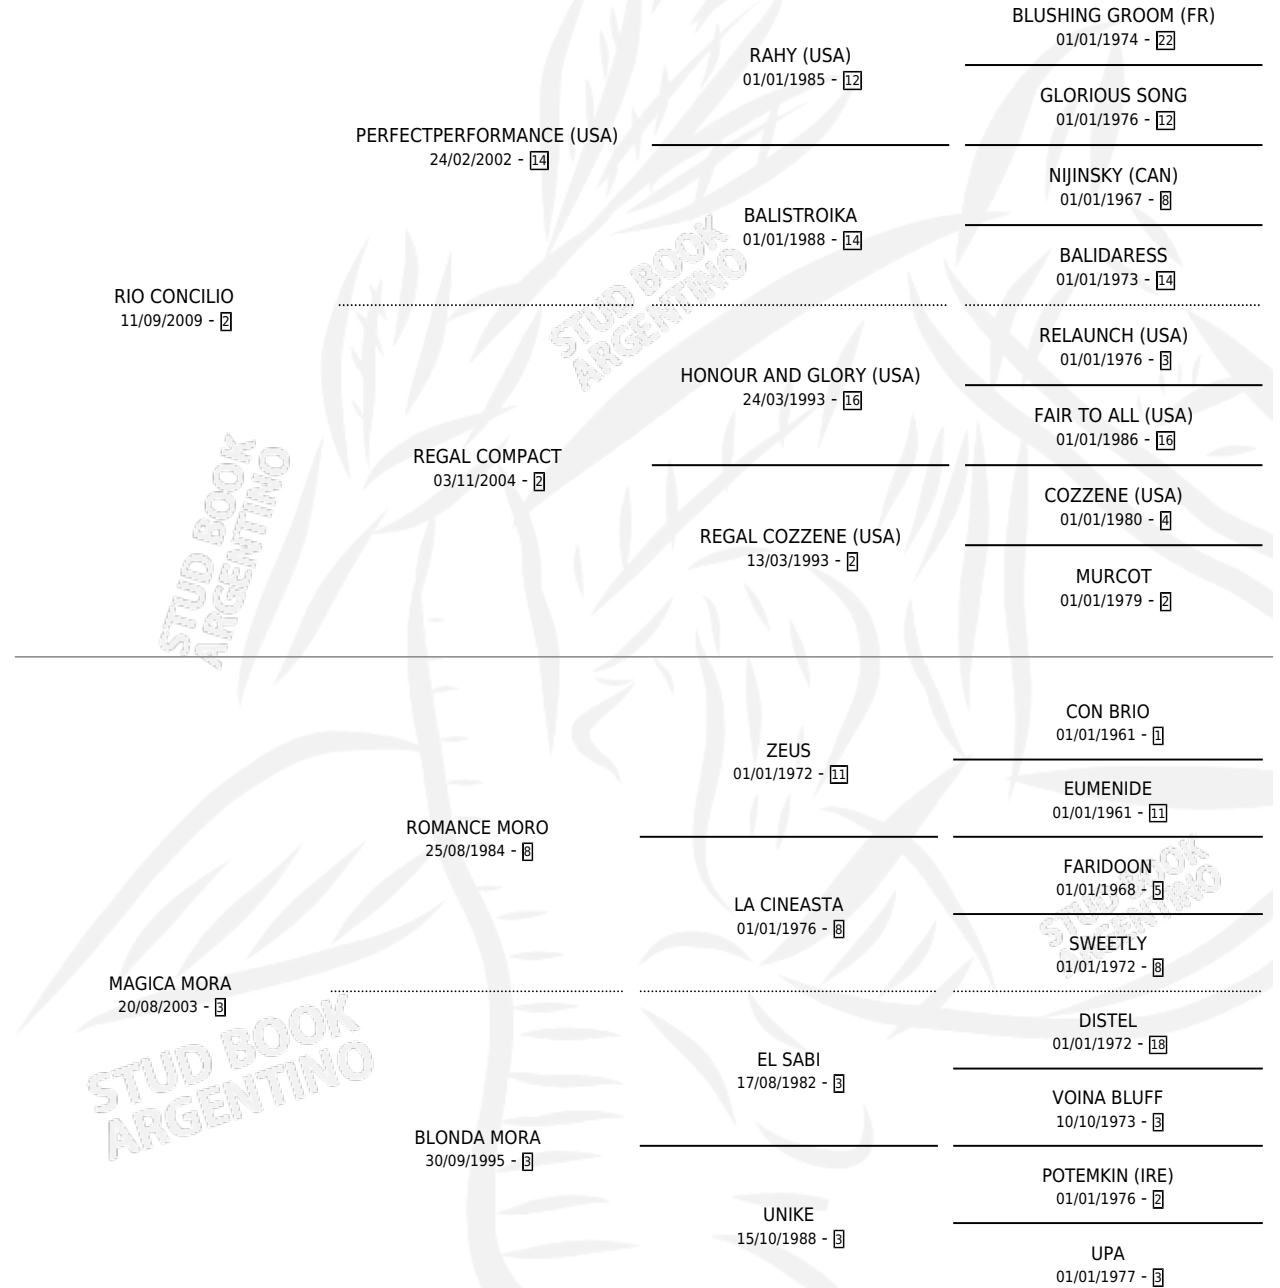 BLUSHING GROOM (FR)
01/01/1974 - 22
RAHY (USA)
01/01/1985 - 12
GLORIOUS SONG
01/01/1976 - 12
PERFECTPERFORMANCE (USA)
24/02/2002 - 14
NIJINSKY (CAN)
01/01/1967 - 8
BALISTROIKA
01/01/1988 - 14
BALIDARESS
01/01/1973 - 14
RIO CONCILIO
11/09/2009 - 2
RELAUNCH (USA)
01/01/1976 - 3
HONOUR AND GLORY (USA)
24/03/1993 - 16
FAIR TO ALL (USA)
01/01/1986 - 16
REGAL COMPACT
03/11/2004 - 2
COZZENE (USA)
01/01/1980 - 4
REGAL COZZENE (USA)
13/03/1993 - 2
MURCOT
01/01/1979 - 2
CON BRIO
01/01/1961 - 1
ZEUS
01/01/1972 - 11
EUMENIDE
01/01/1961 - 11
ROMANCE MORO
25/08/1984 - 8
FARIDOON
01/01/1968 - 5
LA CINEASTA
01/01/1976 - 8
SWEETLY
01/01/1972 - 8
MAGICA MORA
20/08/2003 - 3
DISTEL
01/01/1972 - 18
EL SABI
17/08/1982 - 3
VOINA BLUFF
10/10/1973 - 3
BLONDA MORA
30/09/1995 - 3
POTEMKIN (IRE)
01/01/1976 - 2
UNIKE
15/10/1988 - 3
UPA
01/01/1977 - 3
STUD BOOK
ARGENTINO
STUD BOOK
ARGENTINO
STUD BOOK
ARGENTINO
STUD BOOK
ARGENTINO